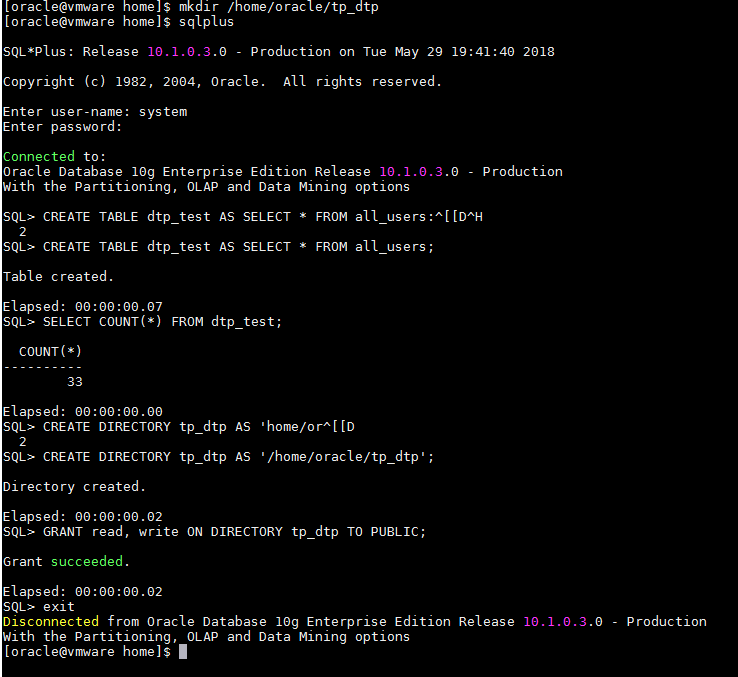 [oracle@vmware home]$ mkdir /home/oracle/tp_dtp
[oracle@vmware home]$ sqlplus
SQL*Plus: Release 10.1.0.3.0 - Production on Tue May 29 19:41:40 2018
Copyright (c) 1982, 2004, Oracle.  All rights reserved.
Enter user-name: system
Enter password:
Connected to:
Oracle Database 10g Enterprise Edition Release 10.1.0.3.0 - Production
With the Partitioning, OLAP and Data Mining options
SQL> CREATE TABLE dtp_test AS SELECT * FROM all_users:^[[D^H
  2
SQL> CREATE TABLE dtp_test AS SELECT * FROM all_users;
Table created.
Elapsed: 00:00:00.07
SQL> SELECT COUNT(*) FROM dtp_test;
  COUNT(*)
----------
        33
Elapsed: 00:00:00.00
SQL> CREATE DIRECTORY tp_dtp AS 'home/or^[[D
  2
SQL> CREATE DIRECTORY tp_dtp AS '/home/oracle/tp_dtp';
Directory created.
Elapsed: 00:00:00.02
SQL> GRANT read, write ON DIRECTORY tp_dtp TO PUBLIC;
Grant succeeded.
Elapsed: 00:00:00.02
SQL> exit
Disconnected from Oracle Database 10g Enterprise Edition Release 10.1.0.3.0 - Production
With the Partitioning, OLAP and Data Mining options
[oracle@vmware home]$